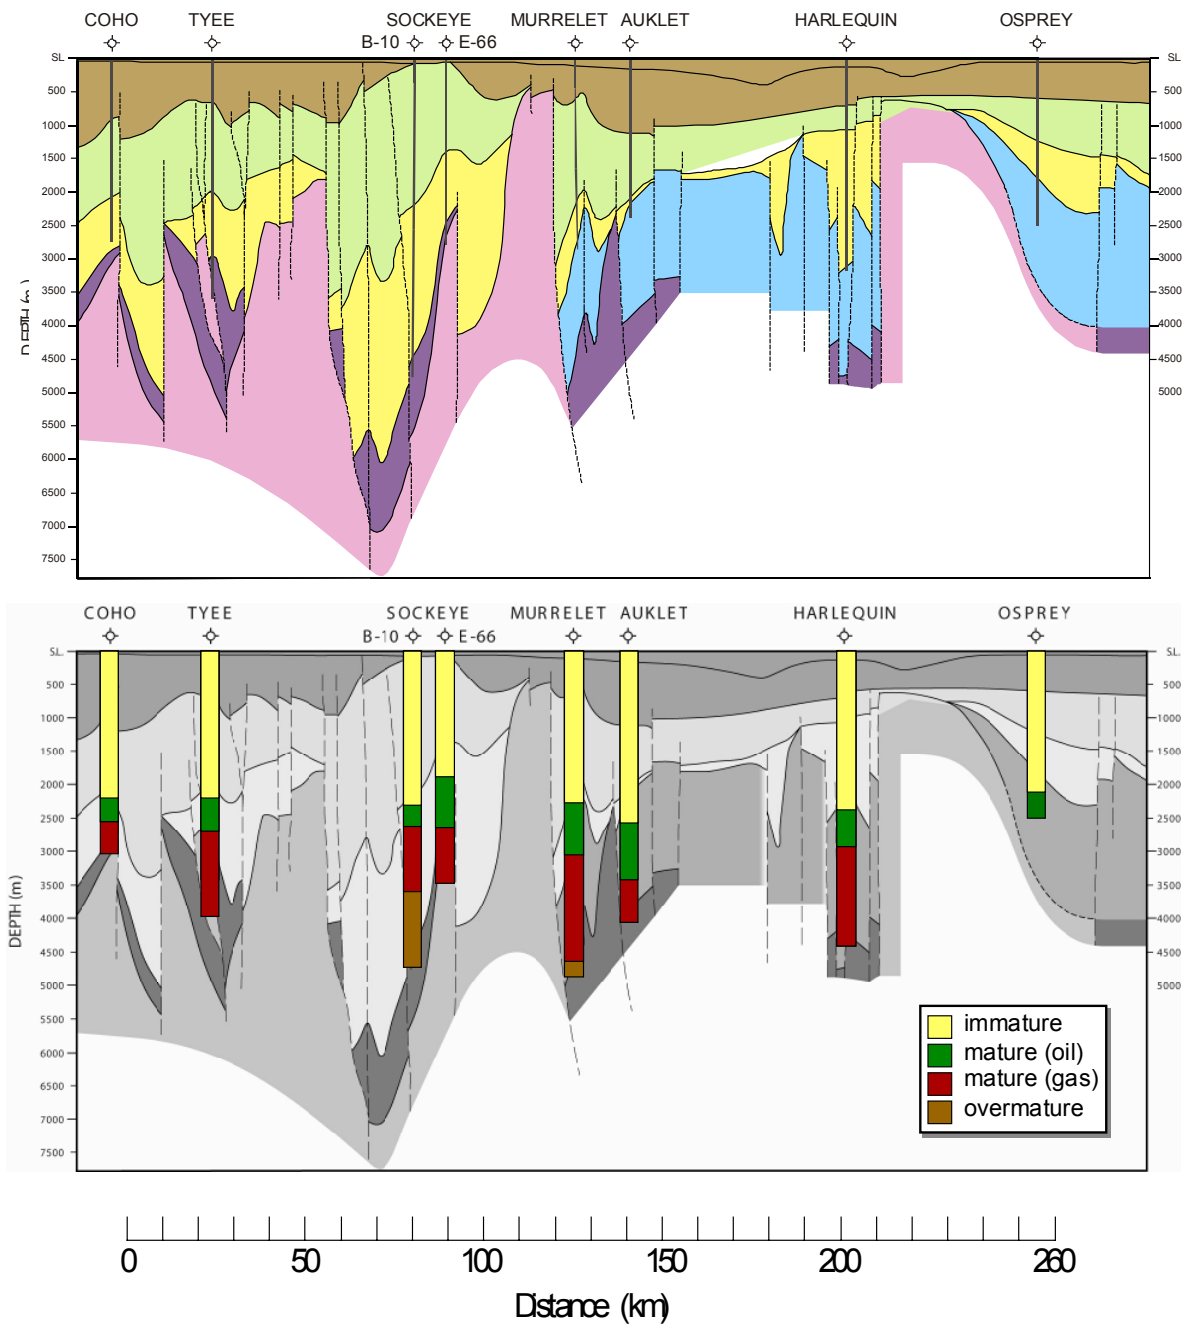 COHO TYEE SOCKEYE MURRELET AUKLET HARLEQUIN OSPREY
B-10 E-66
SL SL
500 500
1000 1000
1500 1500
2000 2000
2500 2500
3000 3000
3500 3500
4000 4000
4500 4500
5000 5000
5500
6000
6500
7000
7500
COHO TYEE SOCKEYE MURRELET AUKLET HARLEQUIN OSPREY
B-10 E-66
S.L. S.L.
500 500
1000 1000
1500 1500
2000 2000
2500 2500
3000 3000
3500 3500
4000 4000
4500 4500
5000 5000
5500
6000
6500
7000
7500
DEPTH (m)
immature
mature (oil)
mature (gas)
overmature
0 50 100 150 200 260
Distance (km)